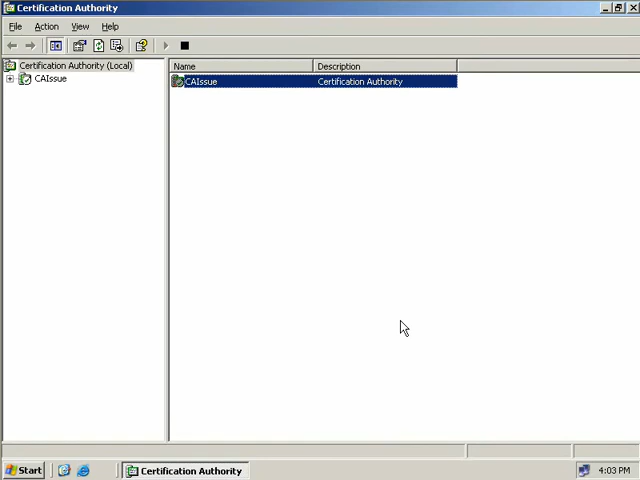 Certification Authority
File Action View Help
Certification Authority (Local)
CAIssue
Name Description
CAIssue Certification Authority
Start Certification Authority 4:03 PM